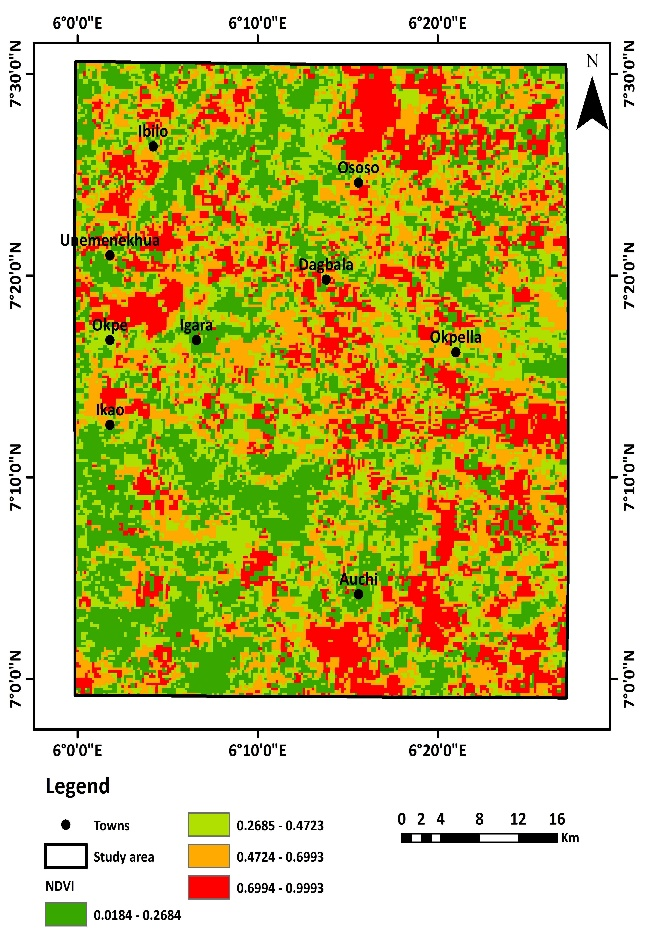 6°0'0"E 6°10'0"E 6°20'0"E
N
7°30'0"N 7°30'0"N
Ibilo
Ososo
Unemenekhua
Dagbala
7°20'0"N 7°20'0"N
Okpe Igara
Okpella
Ikao
7°10'0"N 7°10'0"N
Auchi
7°0'0"N 7°0'0"N
6°0'0"E 6°10'0"E 6°20'0"E
Legend
Towns
Study area
NDVI
0.0184 - 0.2684
0.2685 - 0.4723
0.4724 - 0.6993
0.6994 - 0.9993
0 2 4 8 12 16
Km